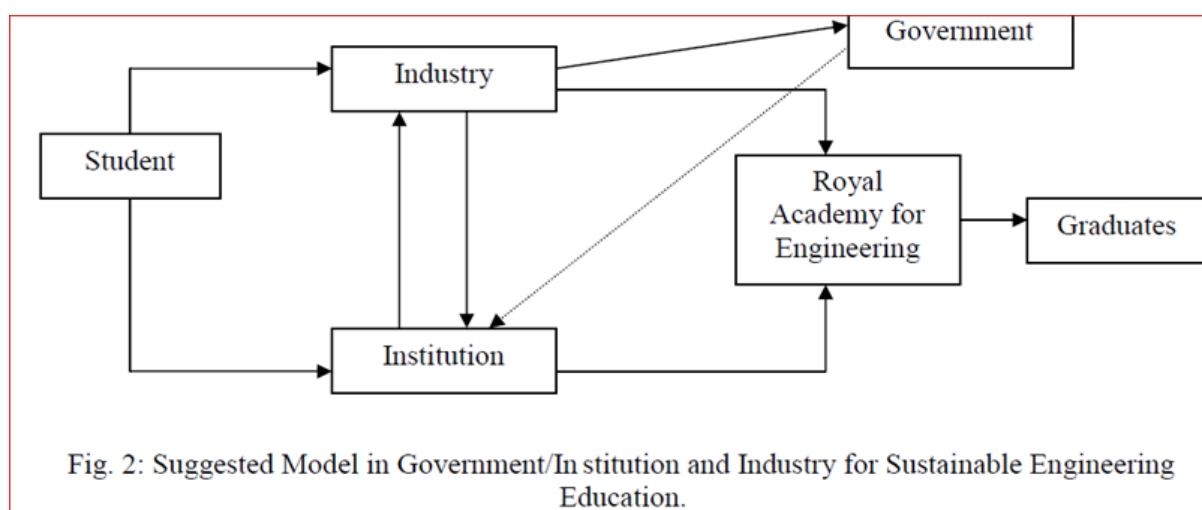 Government
Industry
Student
Royal
Academy for
Engineering
Graduates
Institution
Fig. 2: Suggested Model in Government/In stitution and Industry for Sustainable Engineering
Education.